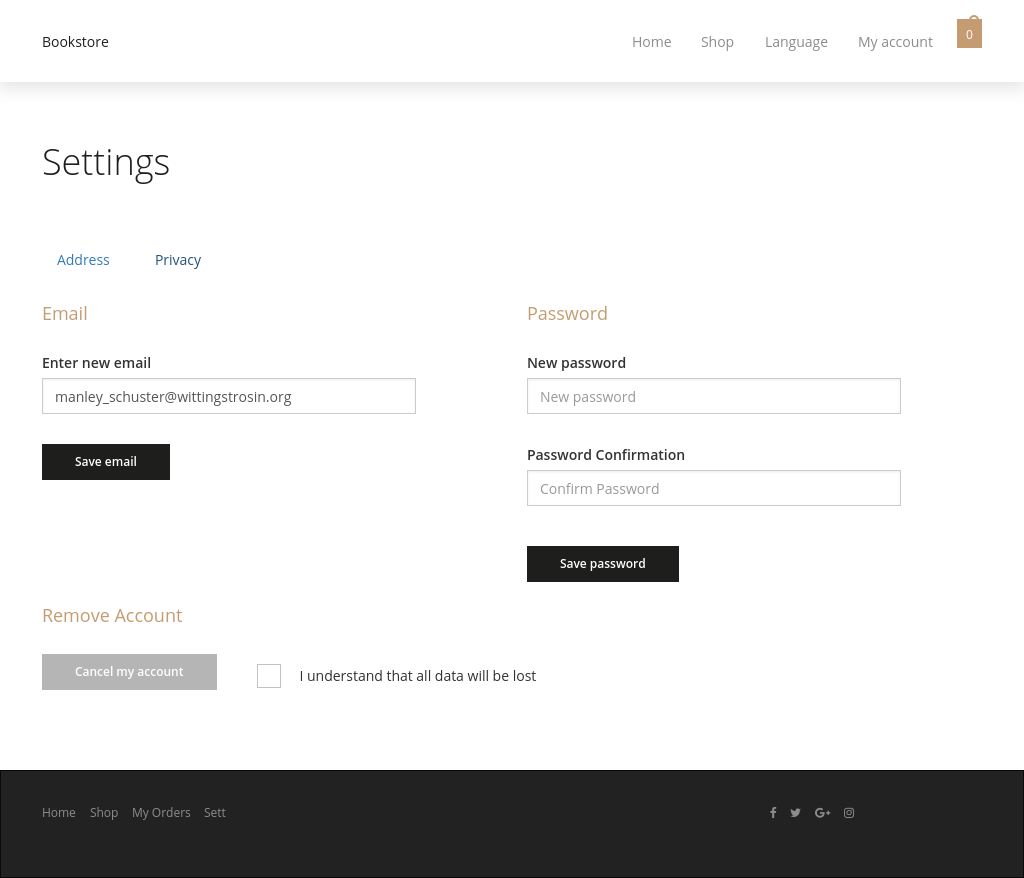 Bookstore
Home Shop Language My account 0
Settings
Address Privacy
Email
Enter new email
manley_schuster@wittingstrosin.org
Save email
Password
New password
New password
Password Confirmation
Confirm Password
Save password
Remove Account
Cancel my account
I understand that all data will be lost
Home Shop My Orders Sett